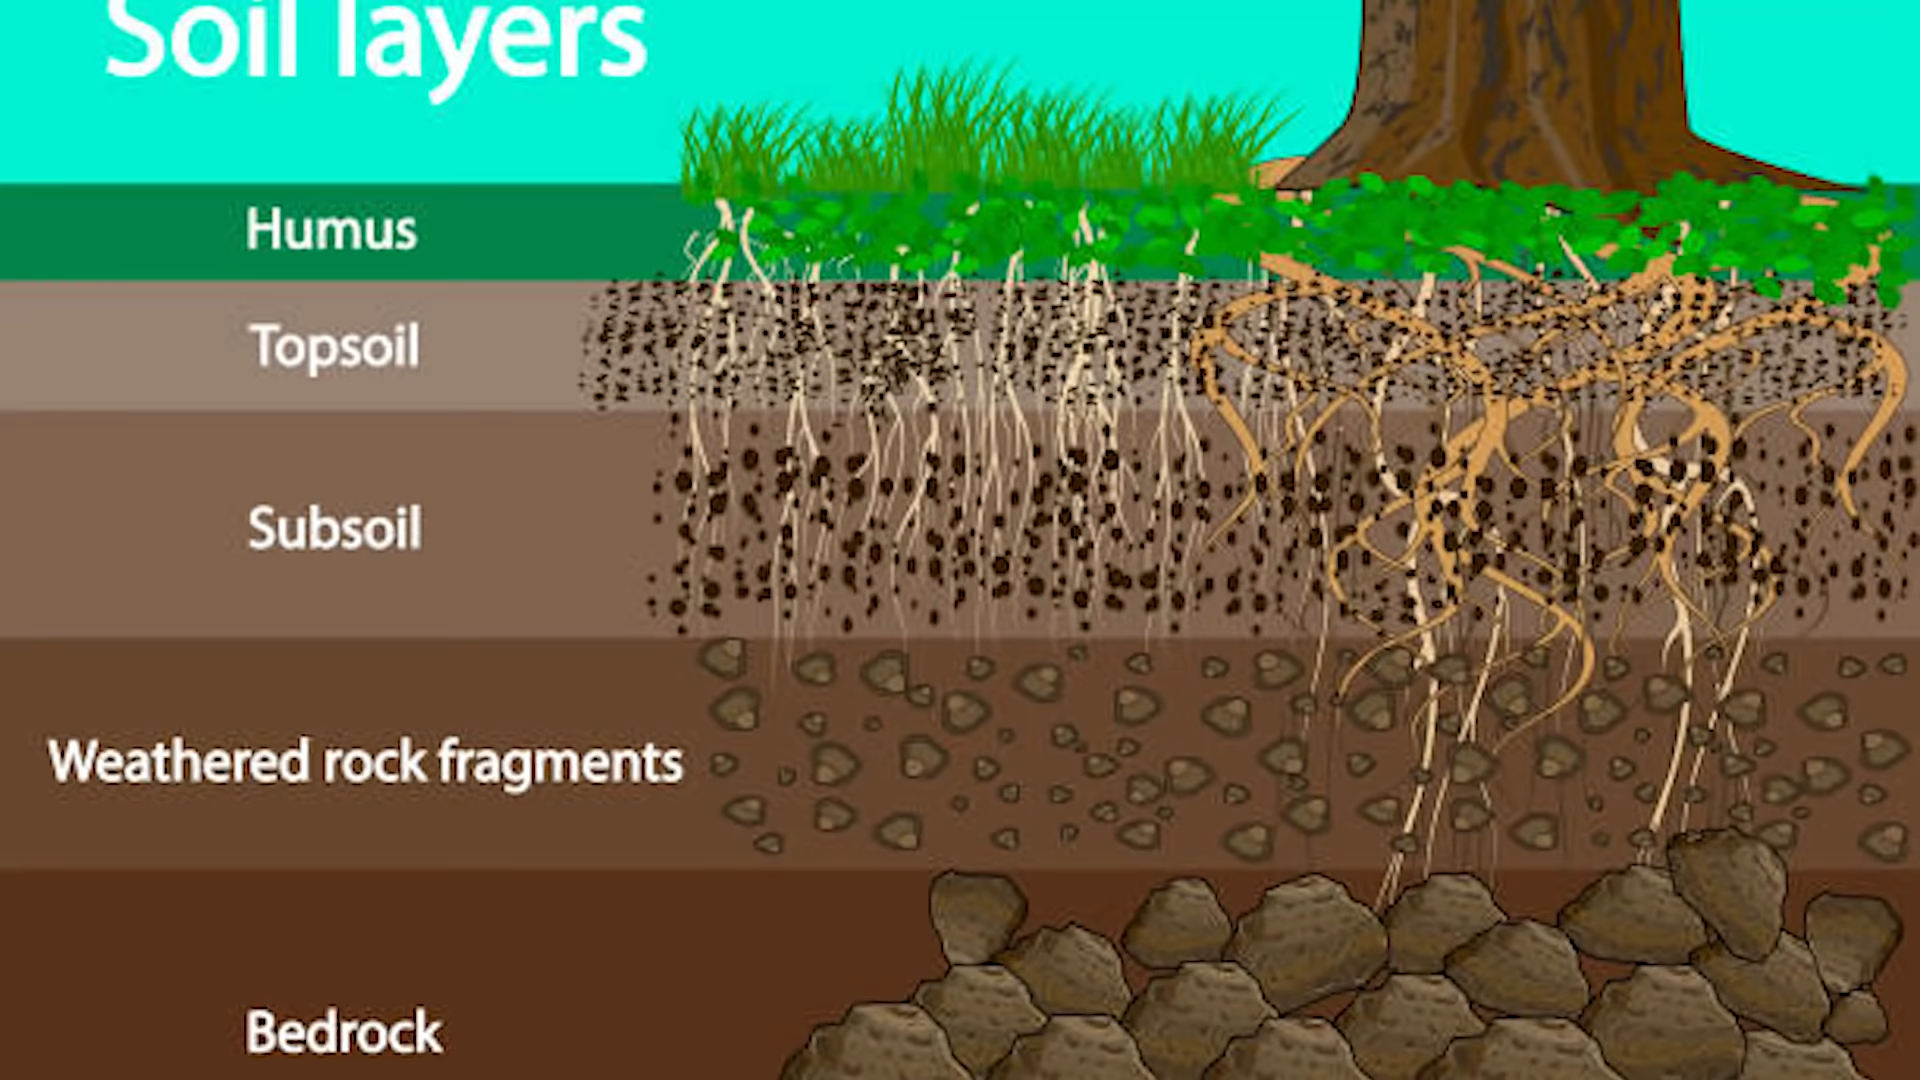 Soil layers
Humus
Topsoil
Subsoil
Weathered rock fragments
Bedrock